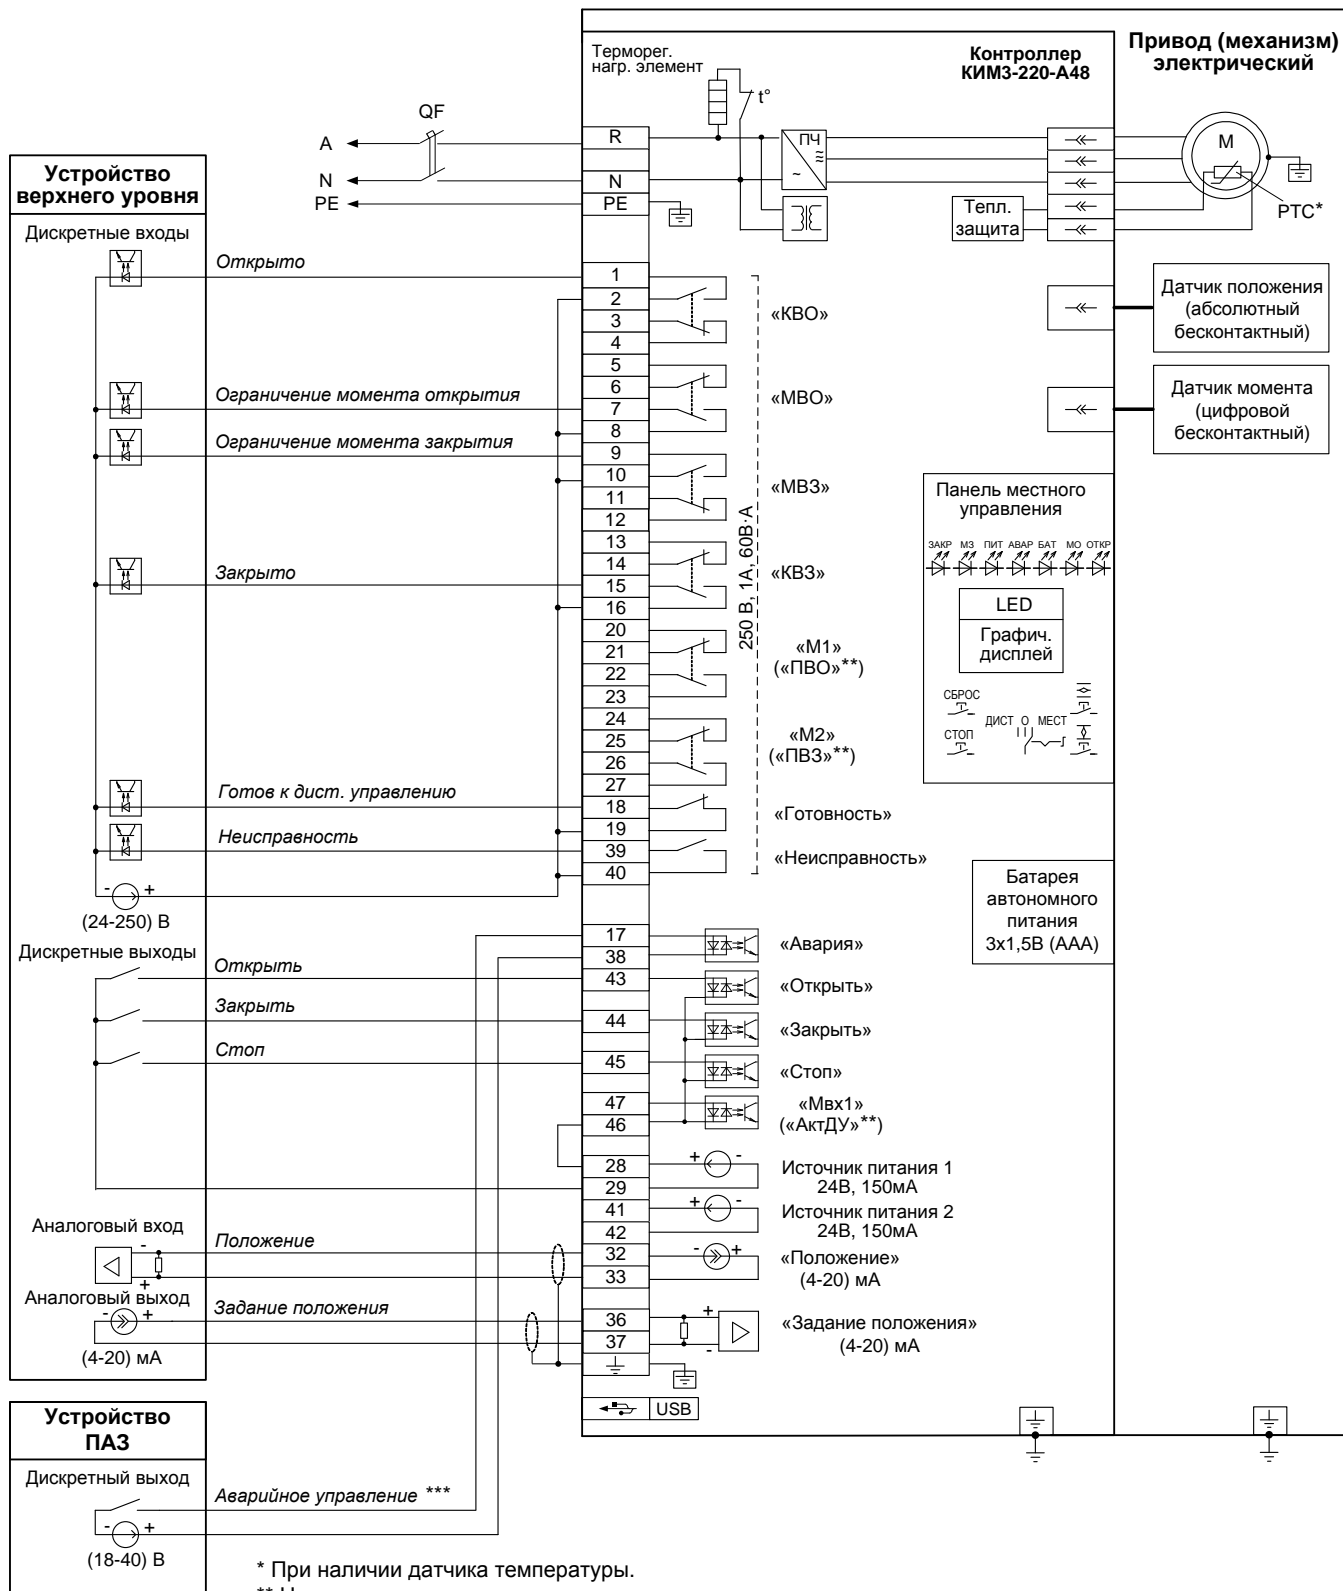 Привод (механизм)
электрический
Контроллер
КИМ3-220-А48
Терморег.
нагр. элемент
t°
QF
A
N
PE
R
N
PE
ПЧ
≈
~
M
PTC*
Тепл.
защита
Устройство
верхнего уровня
Дискретные входы
Открыто
Ограничение момента открытия
Ограничение момента закрытия
Закрыто
Готов к дист. управлению
Неисправность
- +
(24-250) В
Дискретные выходы
Открыть
Закрыть
Стоп
Аналоговый вход
-
+
Положение
Аналоговый выход
- +
Задание положения
(4-20) мА
1
2
3
4
5
6
7
8
9
10
11
12
13
14
15
16
20
21
22
23
24
25
26
27
18
19
39
40
17
38
43
44
45
47
46
28
29
41
42
32
33
36
37
USB
«КВО»
«МВО»
«МВЗ»
«КВЗ»
250 В, 1А, 60В·А
«М1»
(«ПВО»**)
«М2»
(«ПВЗ»**)
«Готовность»
«Неисправность»
«Авария»
«Открыть»
«Закрыть»
«Стоп»
«Мвх1»
(«АктДУ»**)
+ -
Источник питания 1
24В, 150мА
+ -
Источник питания 2
24В, 150мА
- +
«Положение»
(4-20) мА
+
-
«Задание положения»
(4-20) мА
Датчик положения
(абсолютный
бесконтактный)
Датчик момента
(цифровой
бесконтактный)
Панель местного
управления
ЗАКР МЗ ПИТ АВАР БАТ МО ОТКР
LED
Графич.
дисплей
СБРОС
СТОП
ДИСТ О МЕСТ
Батарея
автономного
питания
3х1,5В (ААА)
Устройство
ПАЗ
Дискретный выход
Аварийное управление ***
- +
(18-40) В
* При наличии датчика температуры.